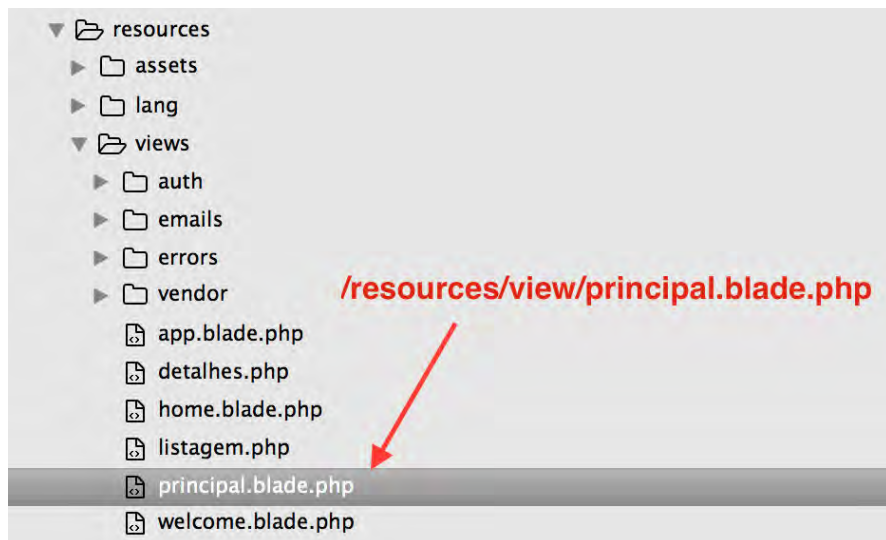 resources
assets
lang
views
auth
emails
errors
vendor
/resources/view/principal.blade.php
app.blade.php
detalhes.php
home.blade.php
listagem.php
principal.blade.php
welcome.blade.php